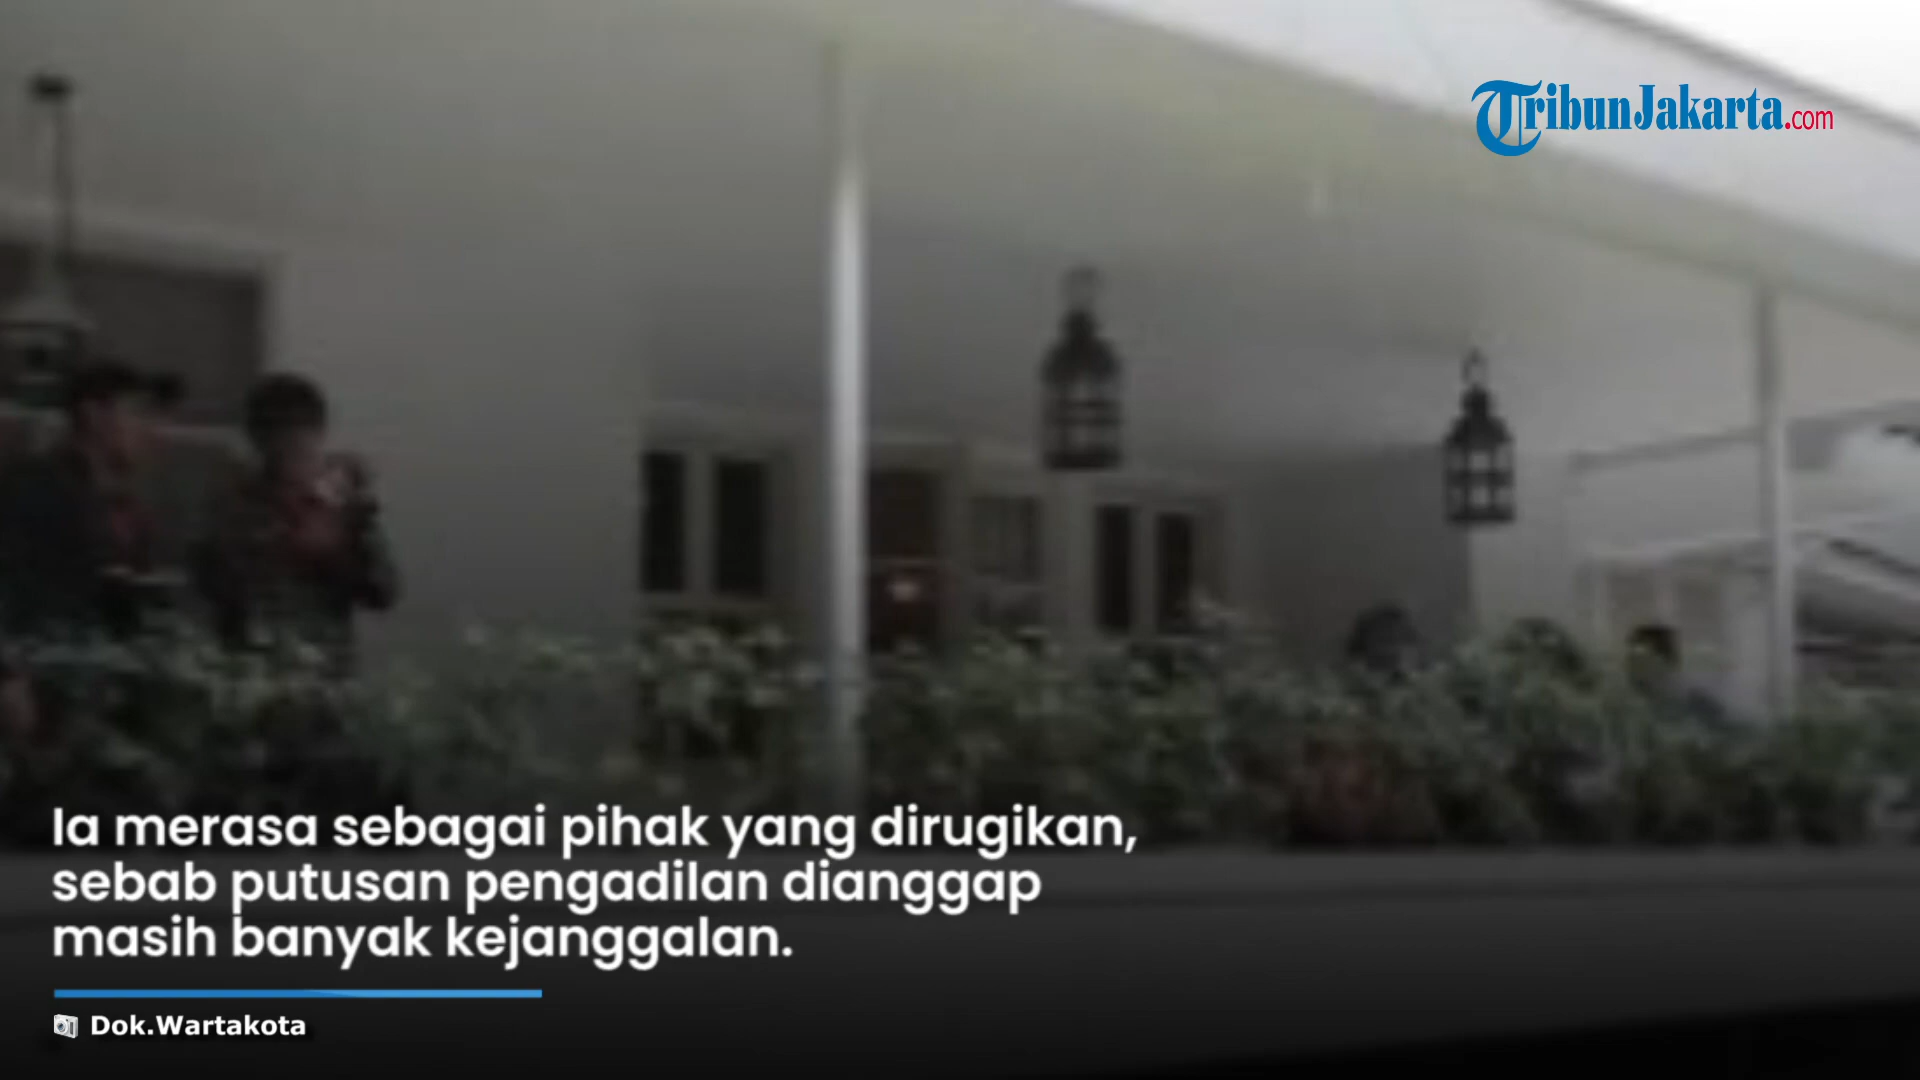 TribunJakarta.com
Ia merasa sebagai pihak yang dirugikan,
sebab putusan pengadilan dianggap
masih banyak kejanggalan.
Dok.Wartakota